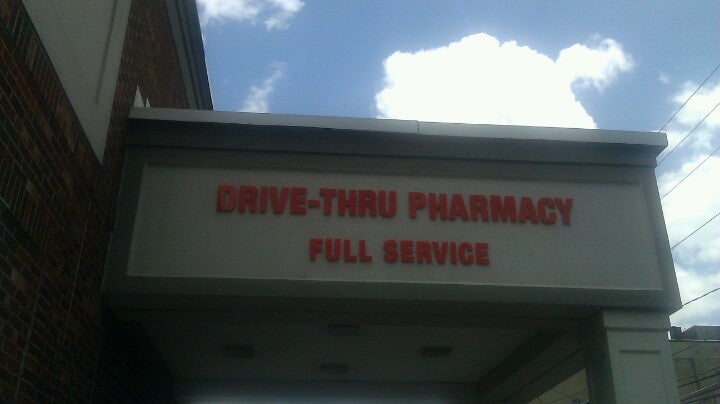 DRIVE-THRU PHARMACY
FULL SERVICE